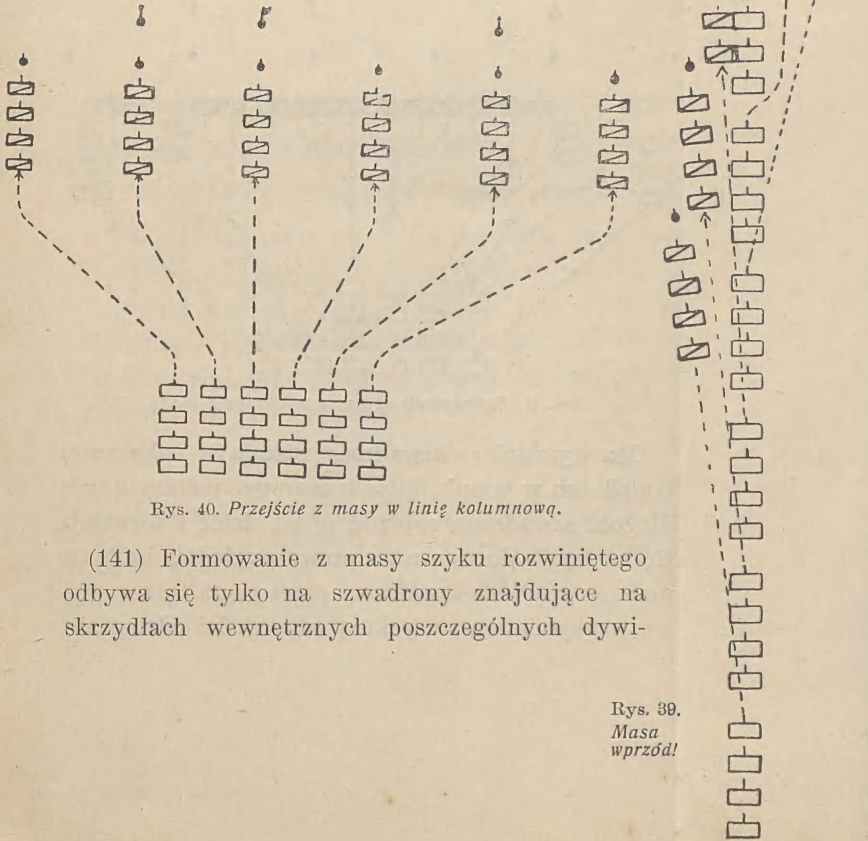 Rys. 40. Przejście z masy w linię kolumnową.
(141) Formowanie z masy szyku rozwiniętego
odbywa się tylko na szwadrony znajdujące na
skrzydłach wewnętrznych poszczególnych dywi-
Rys. 39.
Masa
wprzód!